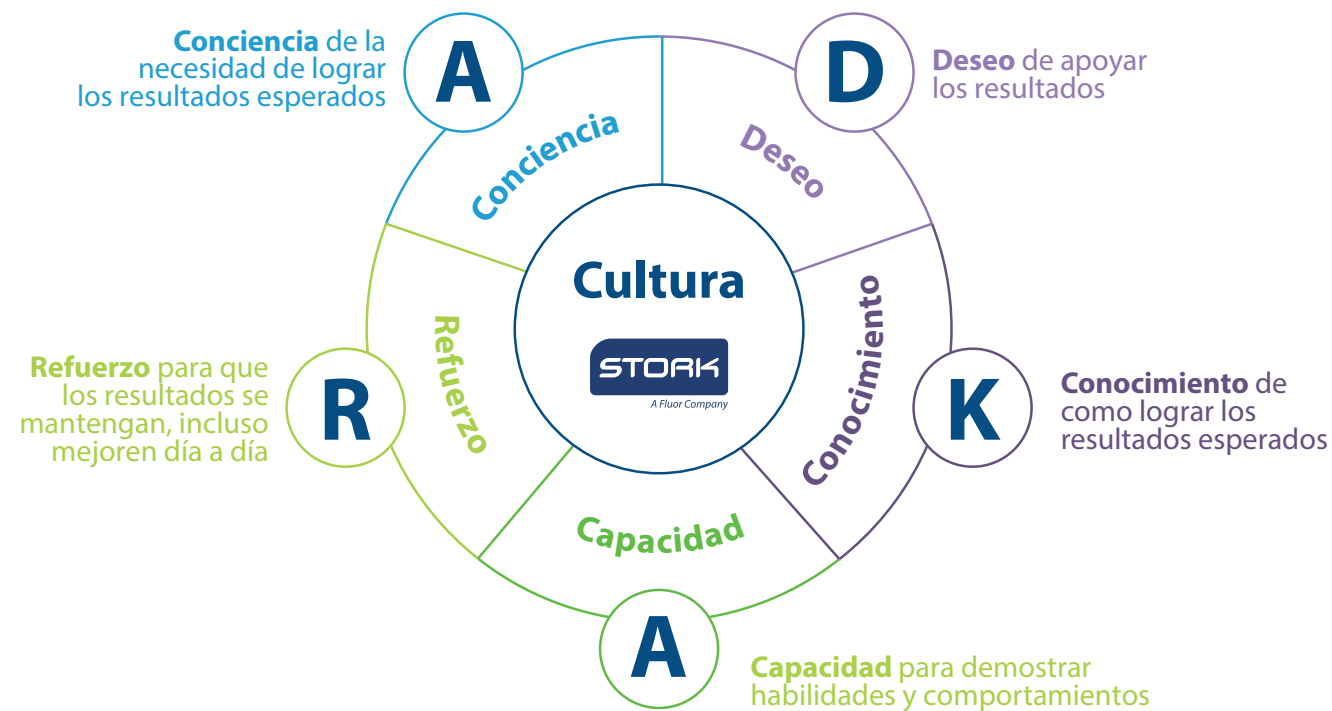 Conciencia de la
necesidad de lograr
los resultados esperados
A
Conciencia
D
Deseo de apoyar
los resultados
Deseo
K
Conocimiento de
como lograr los
resultados esperados
Conocimiento
A
Capacidad para demostrar
habilidades y comportamientos
Capacidad
R
Refuerzo para que
los resultados se
mantengan, incluso
mejoren día a día
Refuerzo
Cultura
STORK
A Fluor Company